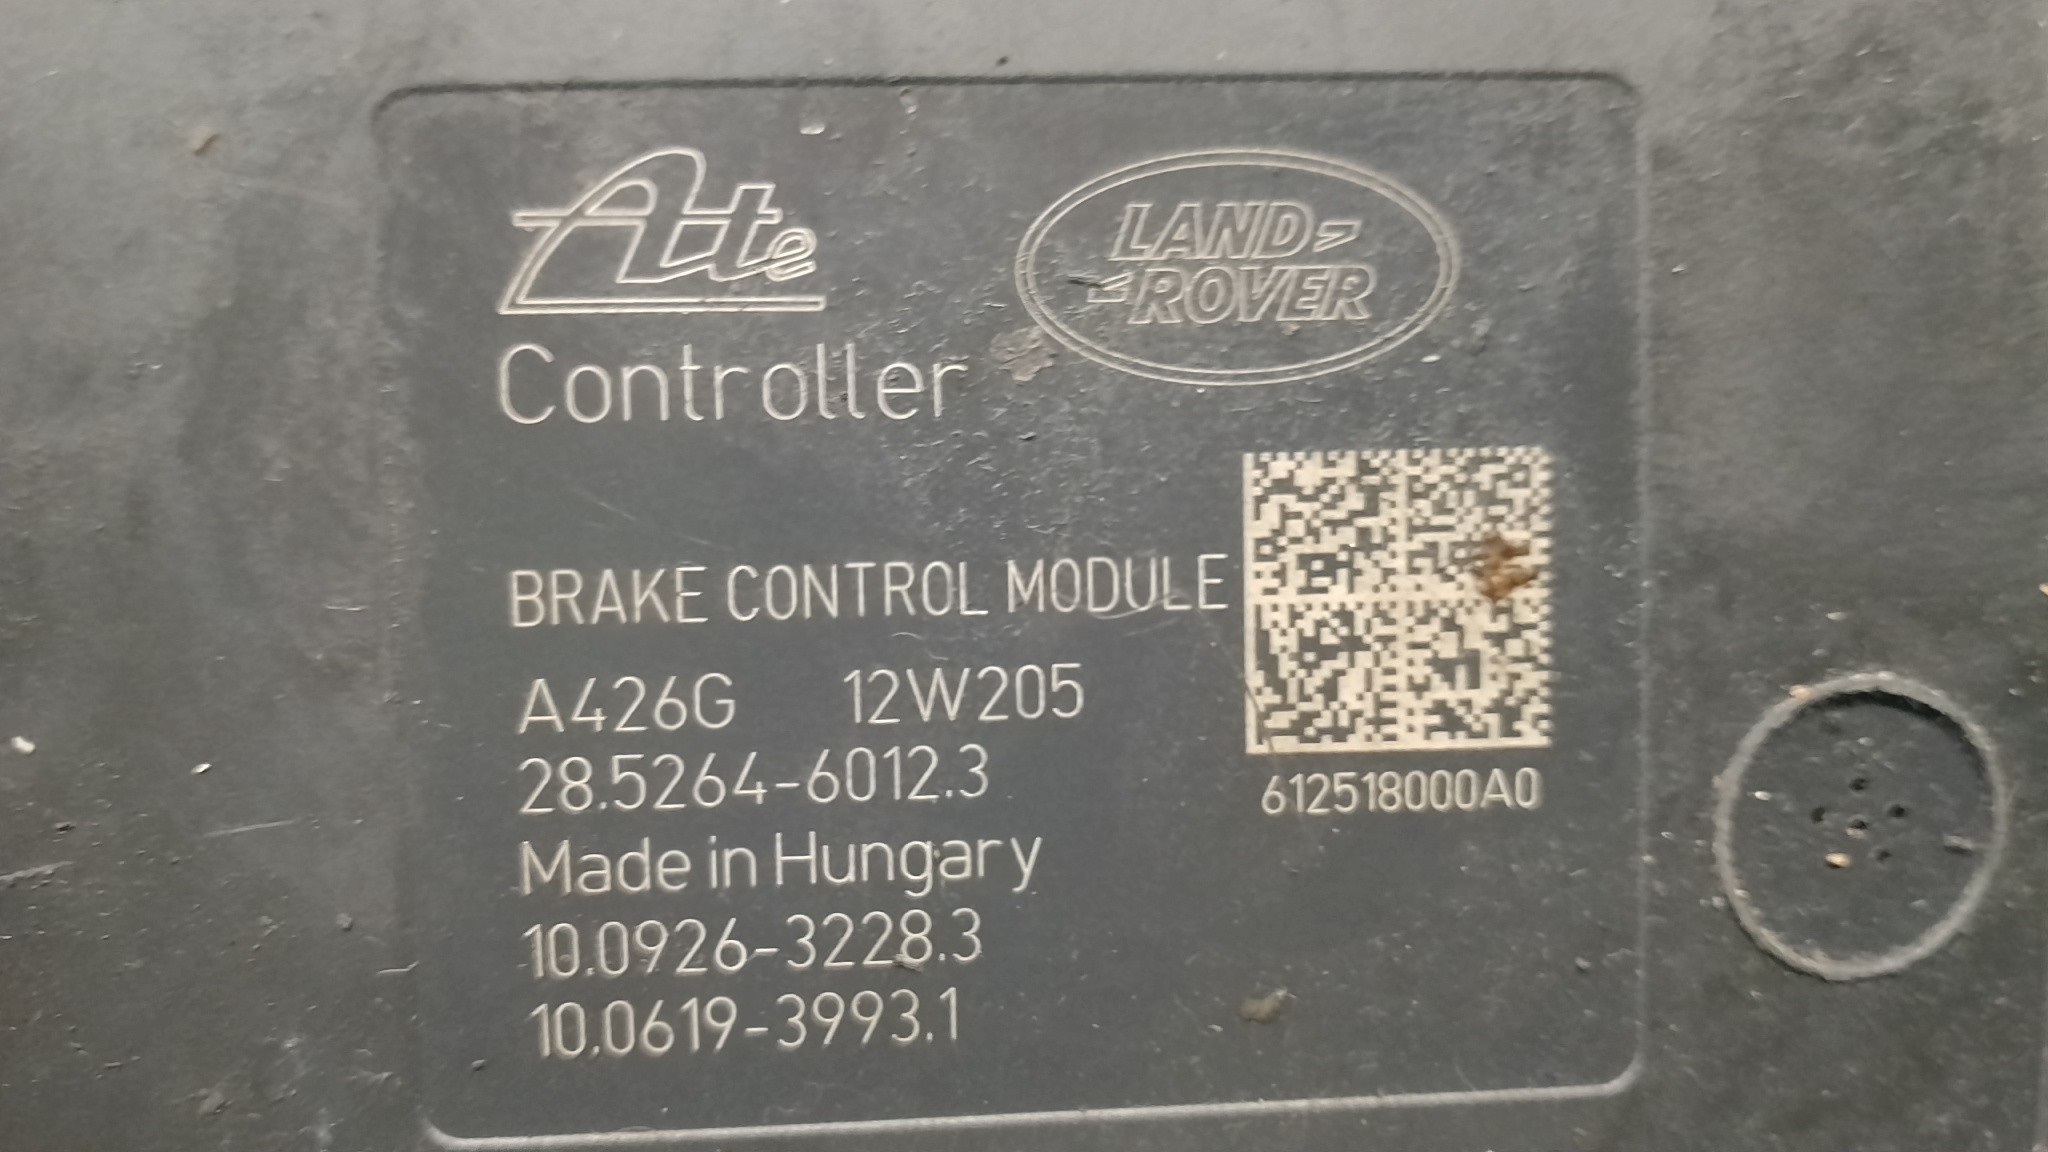 Ate
LAND
ROVER
Controller
BRAKE CONTROL MODULE
A426G 12W205
28.5264-6012.3
612518000A0
Made in Hungary
10.0926-3228.3
10.0619-3993.1